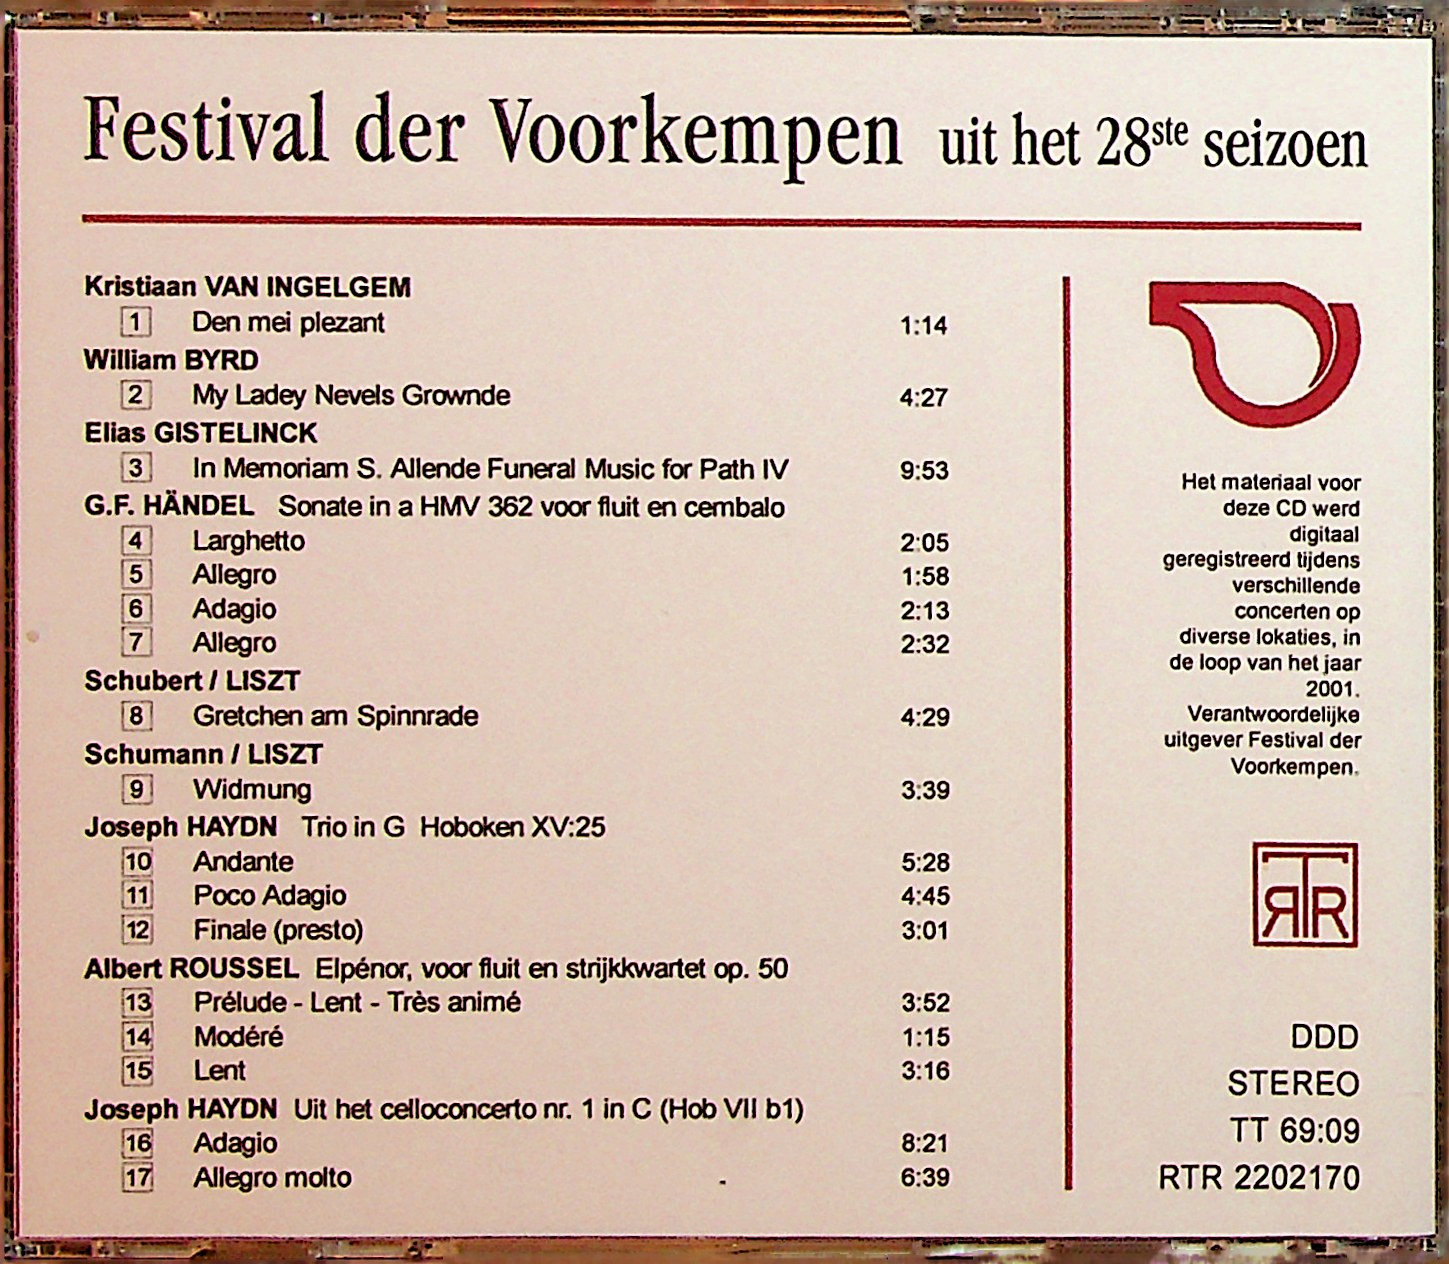 Festival der Voorkempen uit het 28ste seizoen
Kristiaan VAN INGELGEM
1 Den mei plezant 1:14
William BYRD
2 My Ladey Nevels Grownde 4:27
Elias GISTELINCK
3 In Memoriam S. Allende Funeral Music for Path IV 9:53
G.F. HÄNDEL Sonate in a HMV 362 voor fluit en cembalo
4 Larghetto 2:05
5 Allegro 1:58
6 Adagio 2:13
7 Allegro 2:32
Schubert / LISZT
8 Gretchen am Spinnrade 4:29
Schumann / LISZT
9 Widmung 3:39
Joseph HAYDN Trio in G Hoboken XV:25
10 Andante 5:28
11 Poco Adagio 4:45
12 Finale (presto) 3:01
Albert ROUSSEL Elpénor, voor fluit en strijkkwartet op. 50
13 Prélude - Lent - Très animé 3:52
14 Modéré 1:15
15 Lent 3:16
Joseph HAYDN Uit het celloconcerto nr. 1 in C (Hob VII b1)
16 Adagio 8:21
17 Allegro molto 6:39
Het materiaal voor
deze CD werd
digitaal
geregistreerd tijdens
verschillende
concerten op
diverse lokaties, in
de loop van het jaar
2001.
Verantwoordelijke
uitgever Festival der
Voorkempen.
RTR
DDD
STEREO
TT 69:09
RTR 2202170